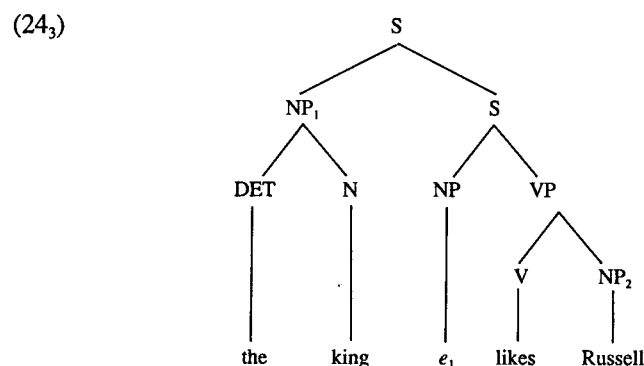 (24₃)
S
NP₁ S
DET N NP VP
V NP₂
the king e₁ likes Russell